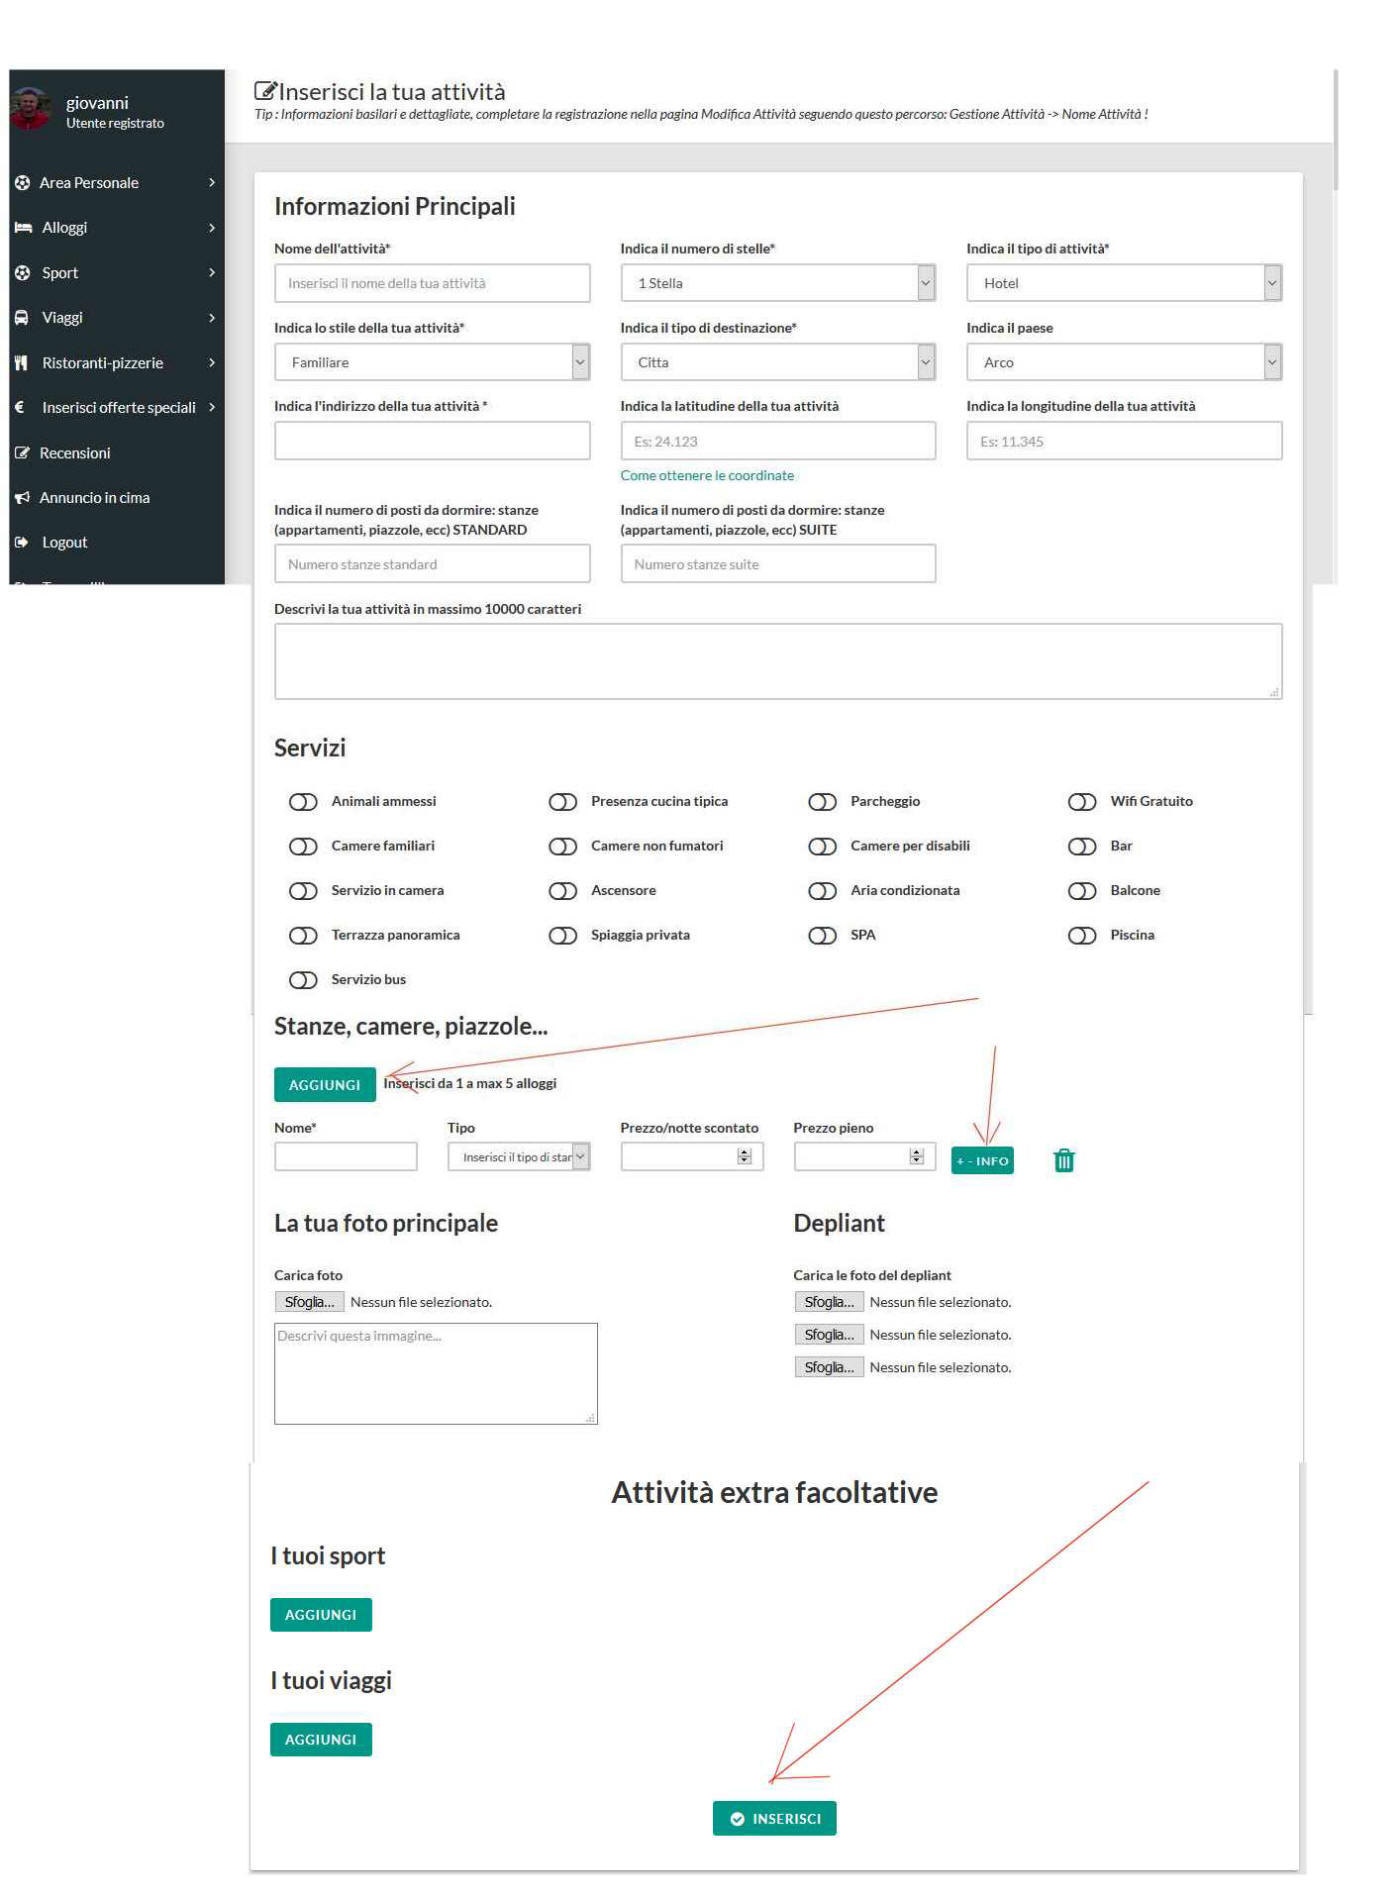 giovanni
Utente registrato
Area Personale
Alloggi
Sport
Viaggi
Ristoranti-pizzerie
€ Inserisci offerte speciali
Recensioni
Annuncio in cima
Logout
Inserisci la tua attività
Tip : Informazioni basilari e dettagliate, completare la registrazione nella pagina Modifica Attività seguendo questo percorso: Gestione Attività -> Nome Attività !
Informazioni Principali
Nome dell'attività* Indica il numero di stelle* Indica il tipo di attività*
Inserisci il nome della tua attività 1 Stella Hotel
Indica lo stile della tua attività* Indica il tipo di destinazione* Indica il paese
Familiare Citta Arco
Indica l'indirizzo della tua attività * Indica la latitudine della tua attività Indica la longitudine della tua attività
Es: 24.123 Es: 11.345
Come ottenere le coordinate
Indica il numero di posti da dormire: stanze Indica il numero di posti da dormire: stanze
(appartamenti, piazzole, ecc) STANDARD (appartamenti, piazzole, ecc) SUITE
Numero stanze standard Numero stanze suite
Descrivi la tua attività in massimo 10000 caratteri
Servizi
Animali ammessi Presenza cucina tipica Parcheggio Wifi Gratuito
Camere familiari Camere non fumatori Camere per disabili Bar
Servizio in camera Ascensore Aria condizionata Balcone
Terrazza panoramica Spiaggia privata SPA Piscina
Servizio bus
Stanze, camere, piazzole...
AGGIUNGI Inserisci da 1 a max 5 alloggi
Nome* Tipo Prezzo/notte scontato Prezzo pieno
Inserisci il tipo di star + - INFO
La tua foto principale Depliant
Carica foto Carica le foto del depliant
Sfoglia... Nessun file selezionato. Sfoglia... Nessun file selezionato.
Descrivi questa immagine... Sfoglia... Nessun file selezionato.
Sfoglia... Nessun file selezionato.
Attività extra facoltative
I tuoi sport
AGGIUNGI
I tuoi viaggi
AGGIUNGI
INSERISCI